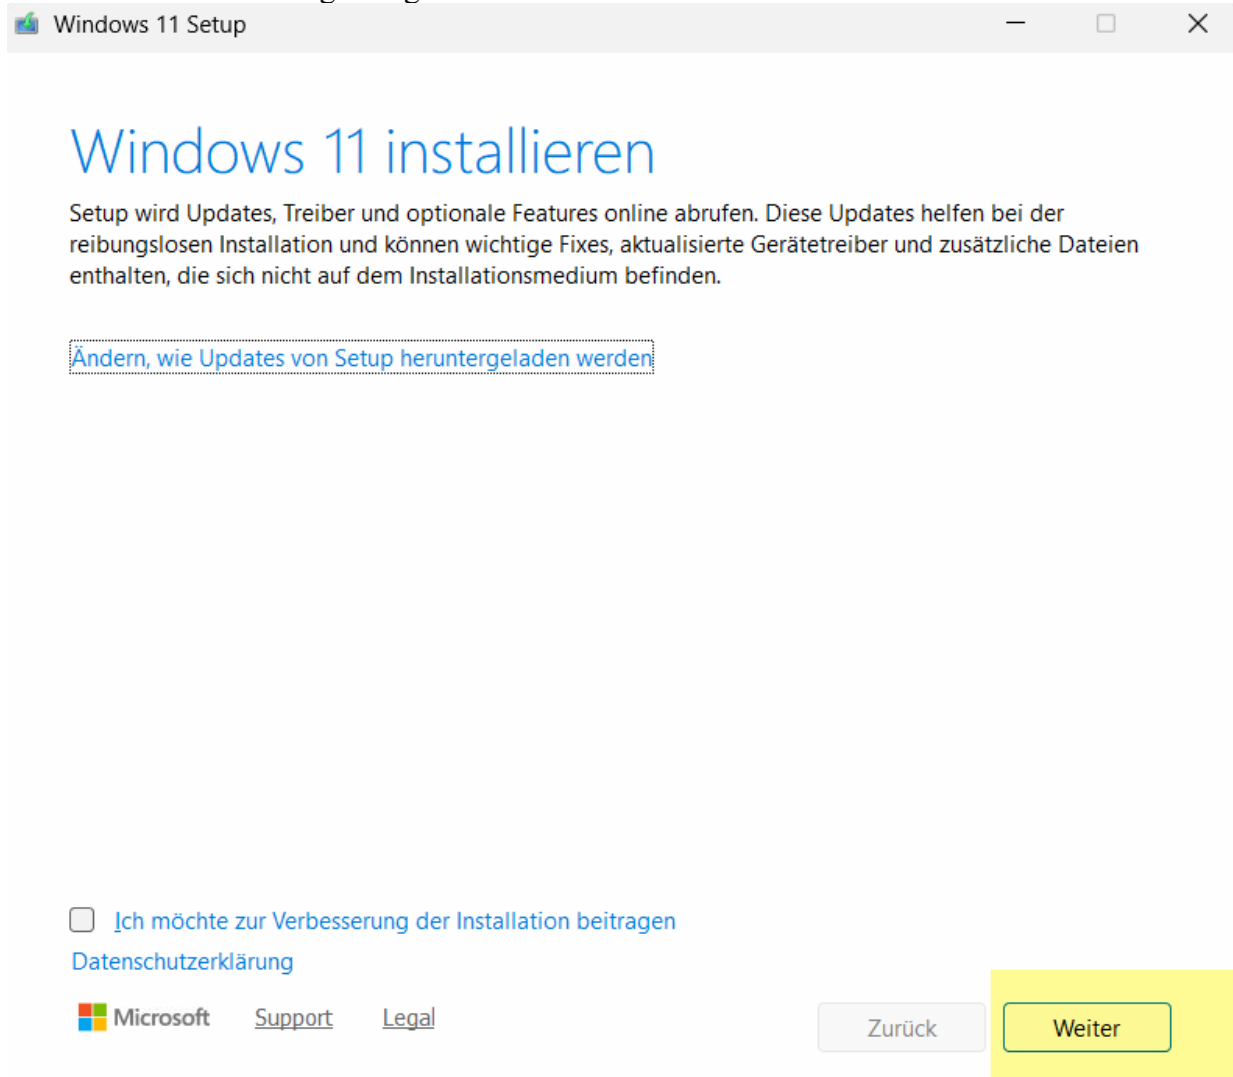 Windows 11 Setup
Windows 11 installieren
Setup wird Updates, Treiber und optionale Features online abrufen. Diese Updates helfen bei der
reibungslosen Installation und können wichtige Fixes, aktualisierte Gerätetreiber und zusätzliche Dateien
enthalten, die sich nicht auf dem Installationsmedium befinden.
Ändern, wie Updates von Setup heruntergeladen werden
Ich möchte zur Verbesserung der Installation beitragen
Datenschutzerklärung
Microsoft Support Legal
Zurück Weiter